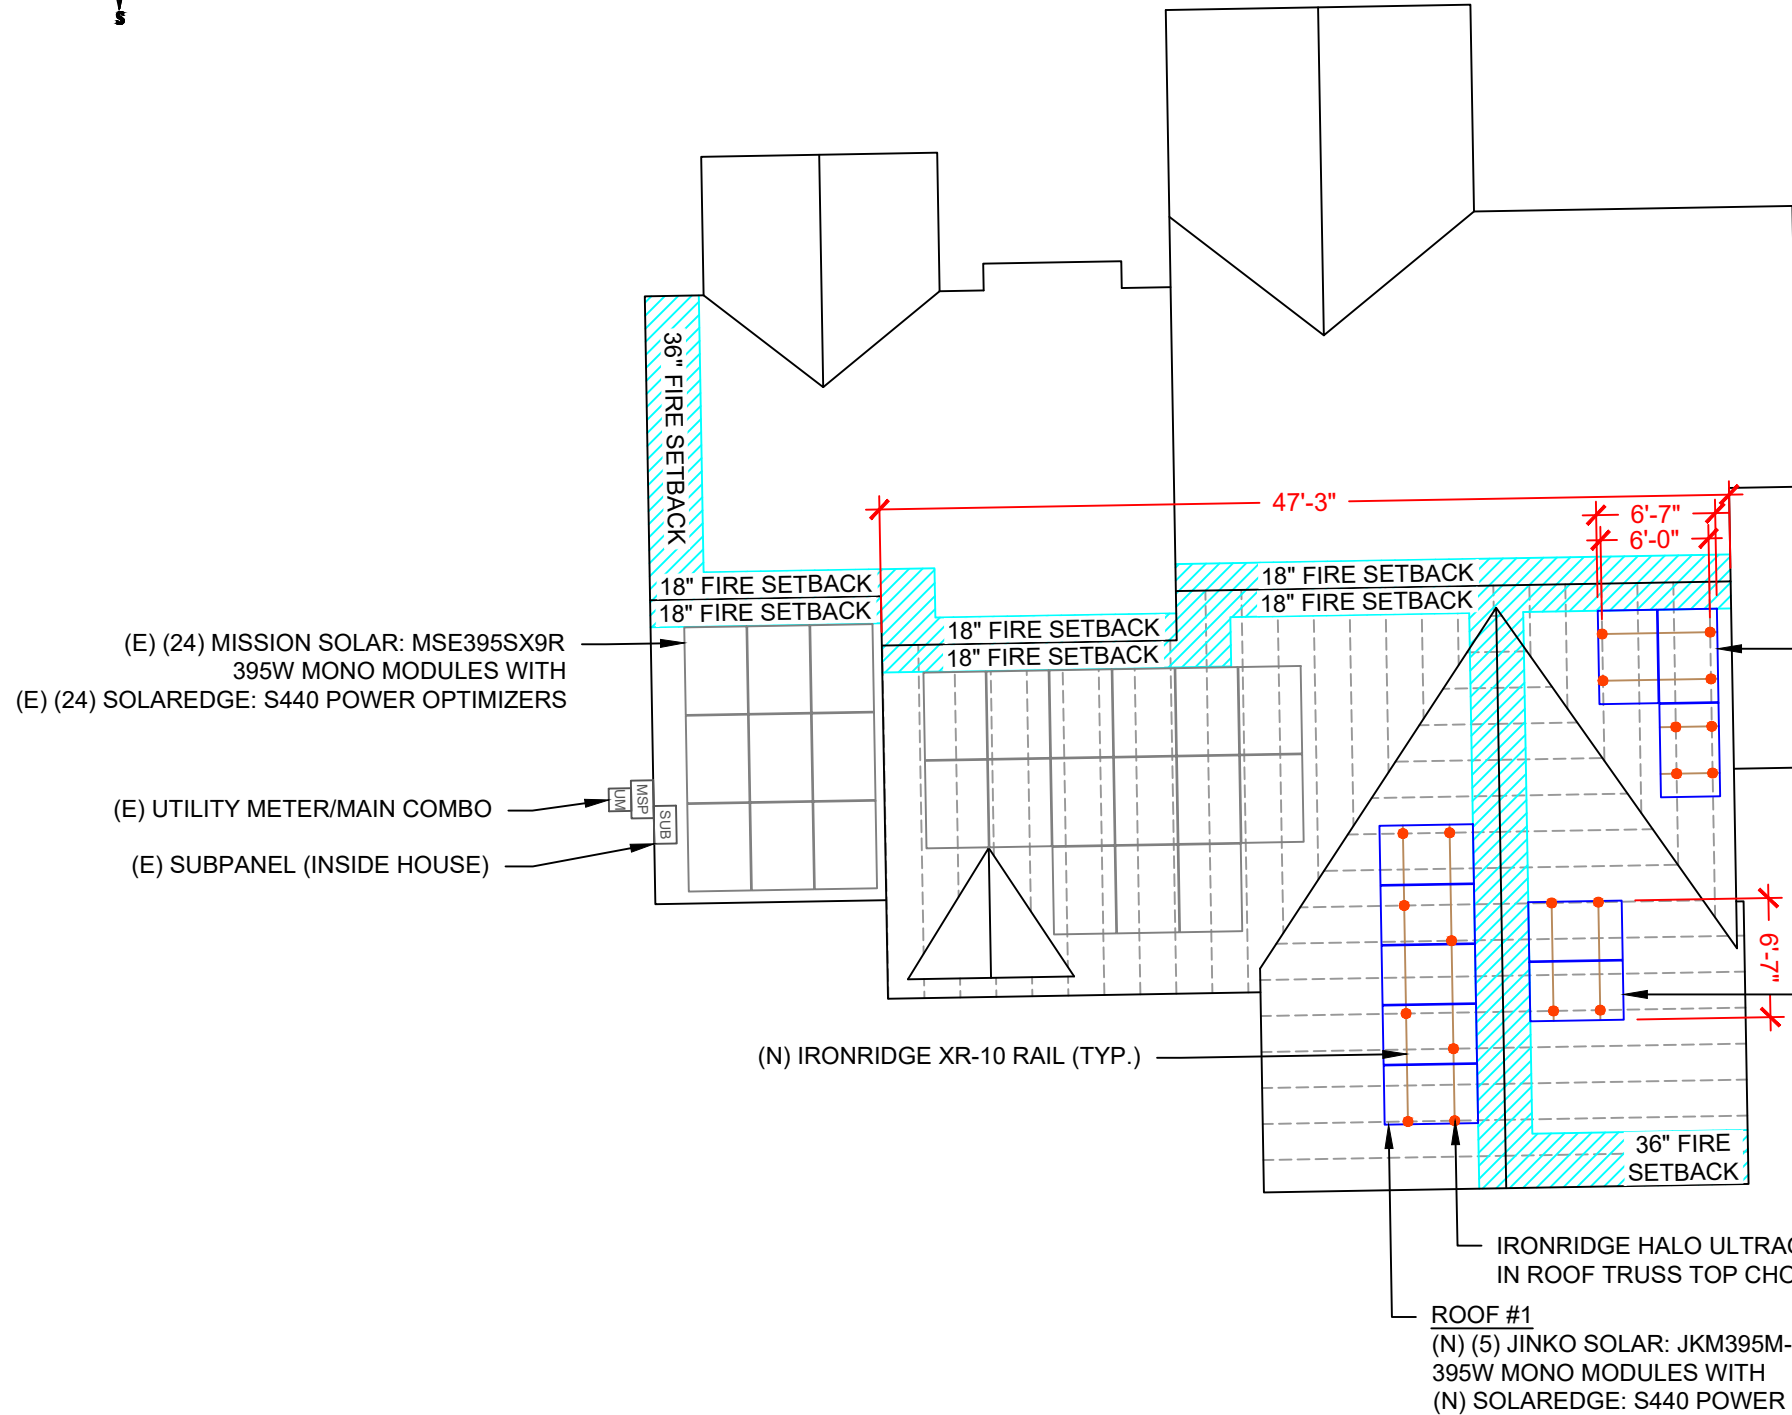 S
36" FIRE SETBACK
47'-3"
6'-7"
6'-0"
18" FIRE SETBACK
18" FIRE SETBACK
18" FIRE SETBACK
18" FIRE SETBACK
18" FIRE SETBACK
18" FIRE SETBACK
(E) (24) MISSION SOLAR: MSE395SX9R
395W MONO MODULES WITH
(E) (24) SOLAREDGE: S440 POWER OPTIMIZERS
(E) UTILITY METER/MAIN COMBO
UM
MSP
SUB
(E) SUBPANEL (INSIDE HOUSE)
6'-7"
(N) IRONRIDGE XR-10 RAIL (TYP.)
36" FIRE
SETBACK
IRONRIDGE HALO ULTRAG
IN ROOF TRUSS TOP CHO
ROOF #1
(N) (5) JINKO SOLAR: JKM395M-
395W MONO MODULES WITH
(N) SOLAREDGE: S440 POWER